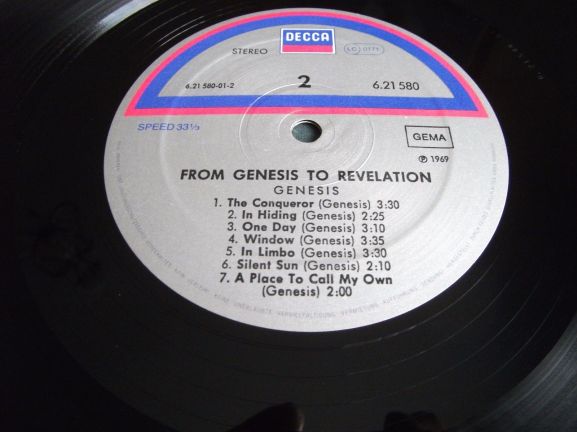 DECCA
STEREO
LC 0171
6.21 580-01-2
2
6.21 580
SPEED 33⅓
GEMA
℗ 1969
FROM GENESIS TO REVELATION
GENESIS
1. The Conqueror (Genesis) 3:30
2. In Hiding (Genesis) 2:25
3. One Day (Genesis) 3:10
4. Window (Genesis) 3:35
5. In Limbo (Genesis) 3:30
6. Silent Sun (Genesis) 2:10
7. A Place To Call My Own
(Genesis) 2:00